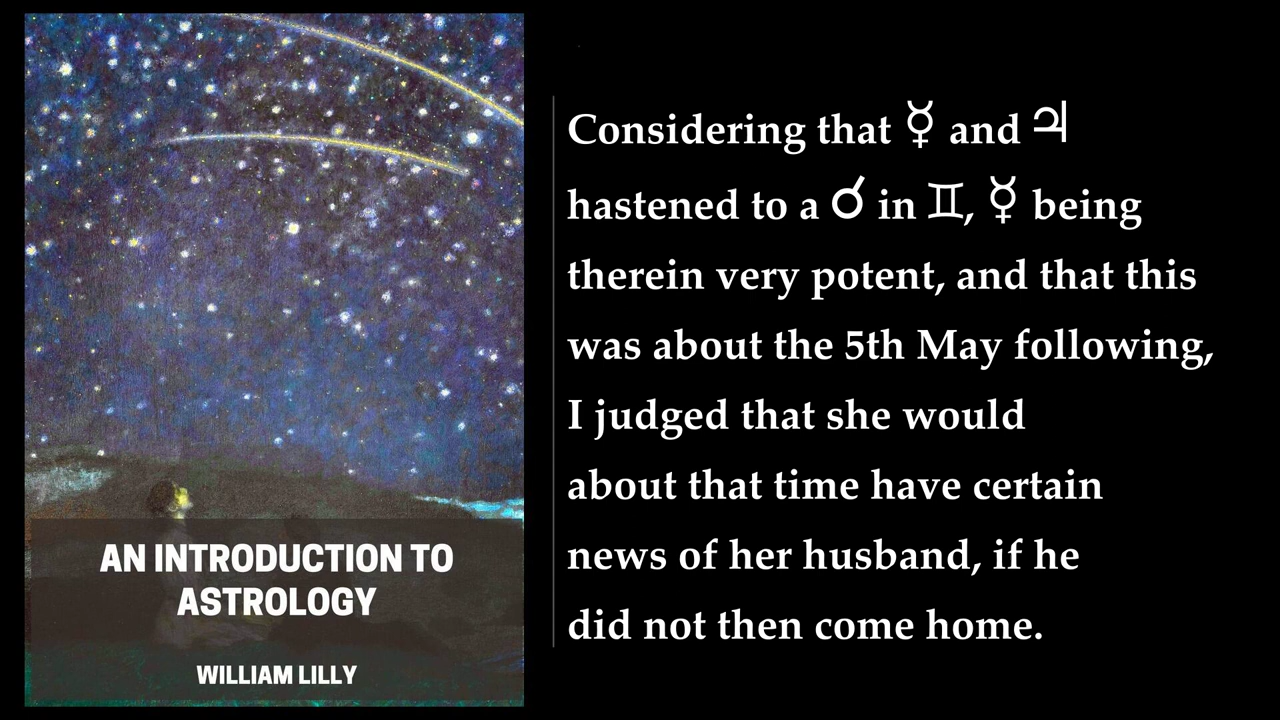 AN INTRODUCTION TO
ASTROLOGY
WILLIAM LILLY
Considering that ☿ and ♃
hastened to a ☌ in ♊, ☿ being
therein very potent, and that this
was about the 5th May following,
I judged that she would
about that time have certain
news of her husband, if he
did not then come home.